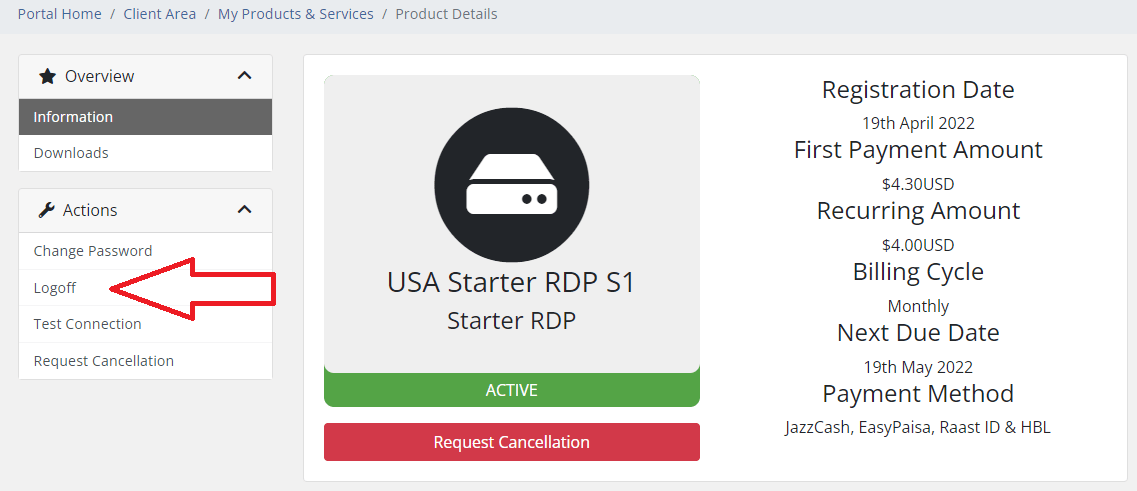 Portal Home / Client Area / My Products & Services / Product Details
Overview
Information
Downloads
Actions
Change Password
Logoff
Test Connection
Request Cancellation
USA Starter RDP S1
Starter RDP
ACTIVE
Request Cancellation
Registration Date
19th April 2022
First Payment Amount
$4.30USD
Recurring Amount
$4.00USD
Billing Cycle
Monthly
Next Due Date
19th May 2022
Payment Method
JazzCash, EasyPaisa, Raast ID & HBL